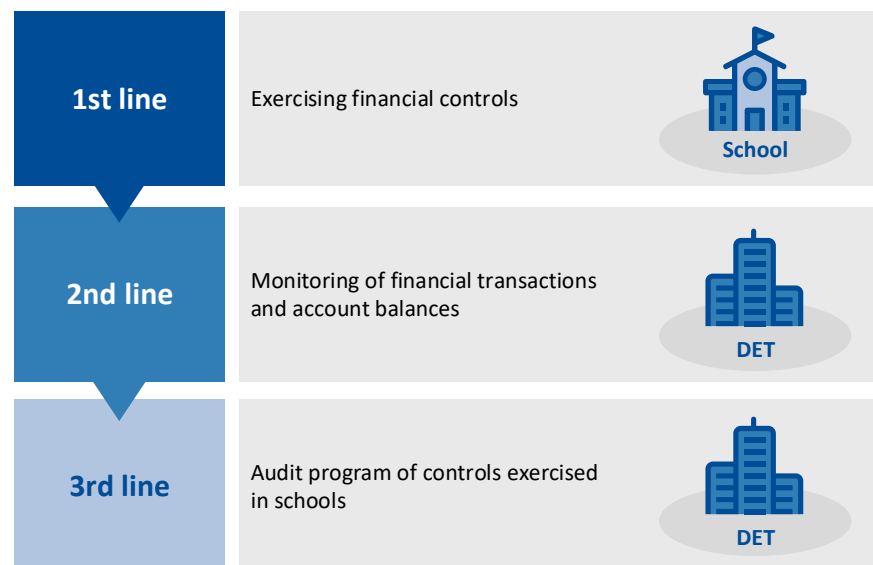 1st line
Exercising financial controls
School
2nd line
Monitoring of financial transactions
and account balances
DET
3rd line
Audit program of controls exercised
in schools
DET